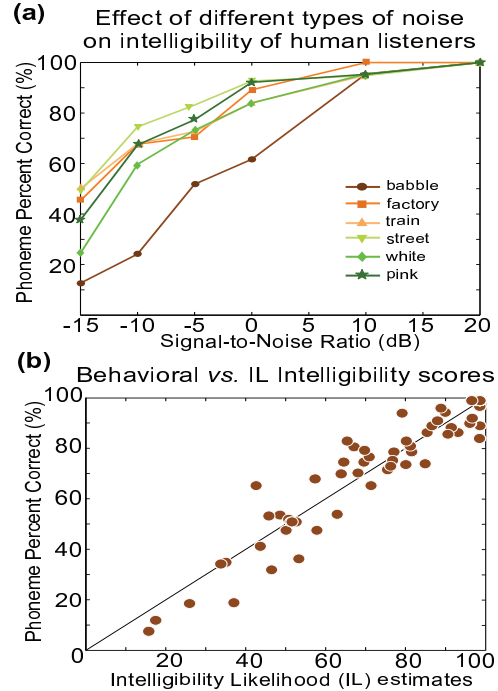 (a)
Effect of different types of noise
on intelligibility of human listeners
Phoneme Percent Correct (%)
100
80
60
40
20
babble
factory
train
street
white
pink
-15 -10 -5 0 5 10 15 20
Signal-to-Noise Ratio (dB)
(b)
Behavioral vs. IL Intelligibility scores
Phoneme Percent Correct (%)
100
80
60
40
20
0
0 20 40 60 80 100
Intelligibility Likelihood (IL) estimates